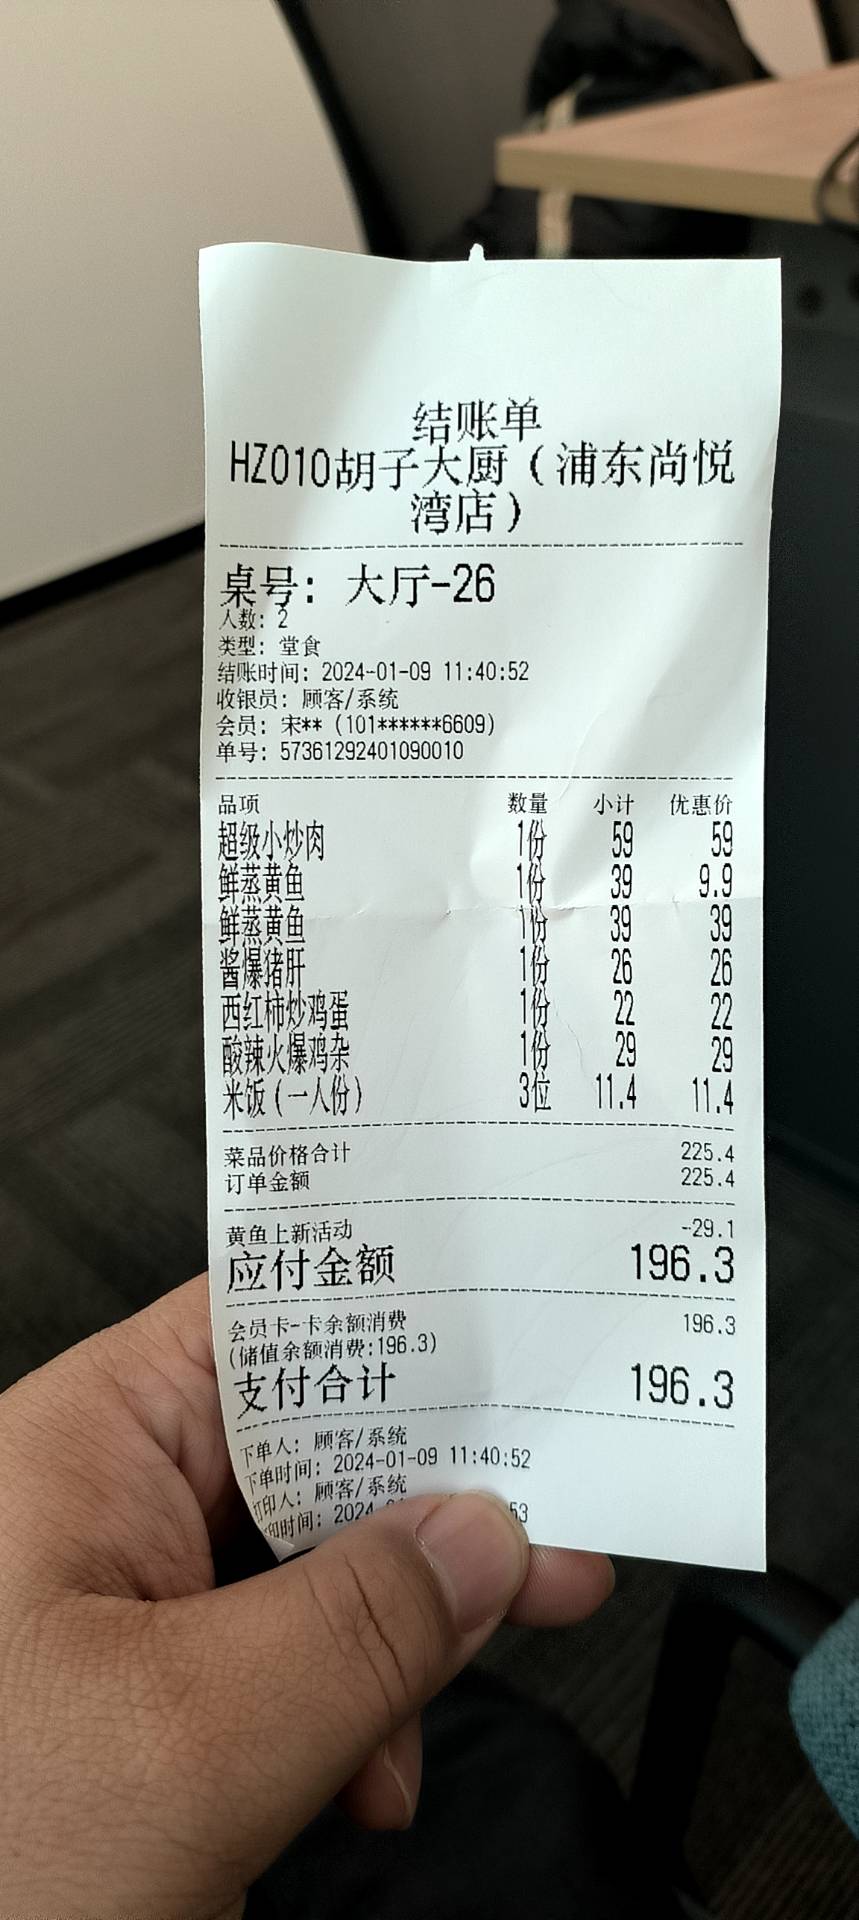 结账单
HZ010胡子大厨（浦东尚悦
湾店）
桌号: 大厅-26
人数: 2
类型: 堂食
结账时间: 2024-01-09 11:40:52
收银员: 顾客/系统
会员: 宋**（101******6609）
单号: 57361292401090010
品项 数量 小计 优惠价
超级小炒肉 1份 59 59
鲜蒸黄鱼 1份 39 9.9
鲜蒸黄鱼 1份 39 39
酱爆猪肝 1份 26 26
西红柿炒鸡蛋 1份 22 22
酸辣火爆鸡杂 1份 29 29
米饭（一人份） 3位 11.4 11.4
菜品价格合计 225.4
订单金额 225.4
黄鱼上新活动 -29.1
应付金额 196.3
会员卡-卡余额消费 196.3
(储值余额消费:196.3)
支付合计 196.3
下单人: 顾客/系统
下单时间: 2024-01-09 11:40:52
打印人: 顾客/系统
印时间: 2024 53